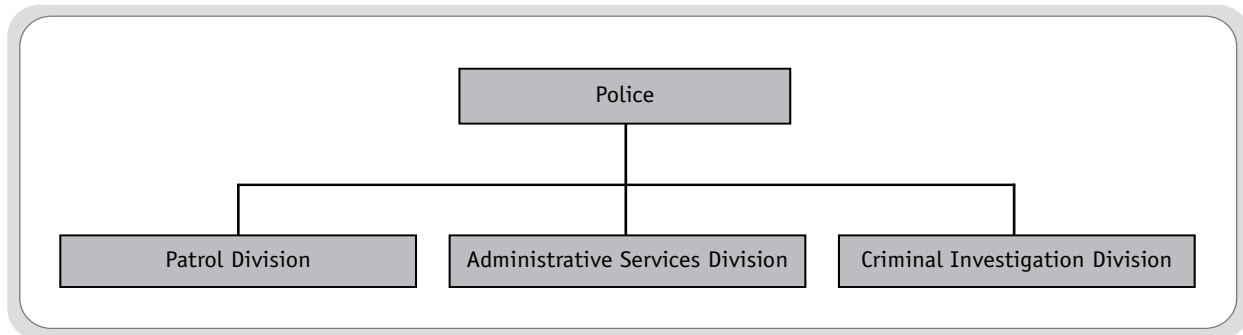 Police
Patrol Division
Administrative Services Division
Criminal Investigation Division